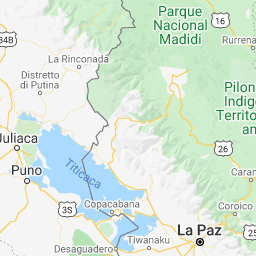 Parque
Nacional
Madidi
16
34B
Rurrena
La Rinconada
Distretto
di Putina
Pilon
Indige
Territo
a
Juliaca
Titicaca
26
Puno
Caran
3S
Copacabana
Coroico
La Paz
Tiwanaku
Desaguadero
25